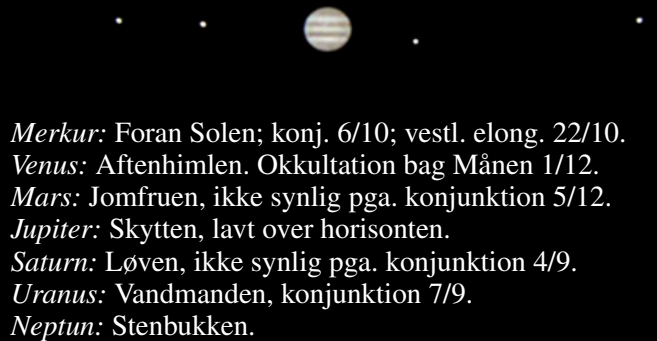 Merkur: Foran Solen; konj. 6/10; vestl. elong. 22/10.
Venus: Aftenhimlen. Okkultation bag Månen 1/12.
Mars: Jomfruen, ikke synlig pga. konjunktion 5/12.
Jupiter: Skytten, lavt over horisonten.
Saturn: Løven, ikke synlig pga. konjunktion 4/9.
Uranus: Vandmanden, konjunktion 7/9.
Neptun: Stenbukken.